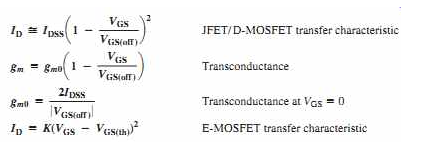 I_D ≅ I_DSS(1 − V_GS / V_GS(off))² JFET/D-MOSFET transfer characteristic
g_m = g_m0(1 − V_GS / V_GS(off)) Transconductance
g_m0 = 2I_DSS / |V_GS(off)| Transconductance at V_GS = 0
I_D = K(V_GS − V_GS(th))² E-MOSFET transfer characteristic